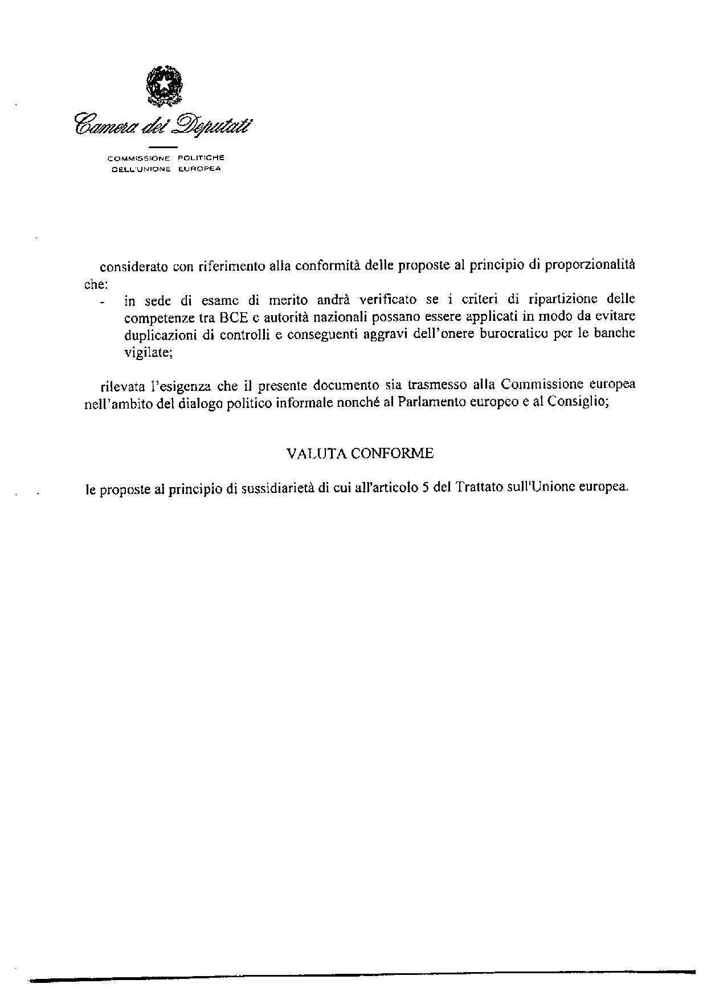 Camera dei Deputati
COMMISSIONE POLITICHE
DELL'UNIONE EUROPEA
considerato con riferimento alla conformità delle proposte al principio di proporzionalità
che:
- in sede di esame di merito andrà verificato se i criteri di ripartizione delle
competenze tra BCE e autorità nazionali possano essere applicati in modo da evitare
duplicazioni di controlli e conseguenti aggravi dell'onere burocratico per le banche
vigilate;
rilevata l'esigenza che il presente documento sia trasmesso alla Commissione europea
nell'ambito del dialogo politico informale nonché al Parlamento europeo e al Consiglio;
VALUTA CONFORME
le proposte al principio di sussidiarietà di cui all'articolo 5 del Trattato sull'Unione europea.